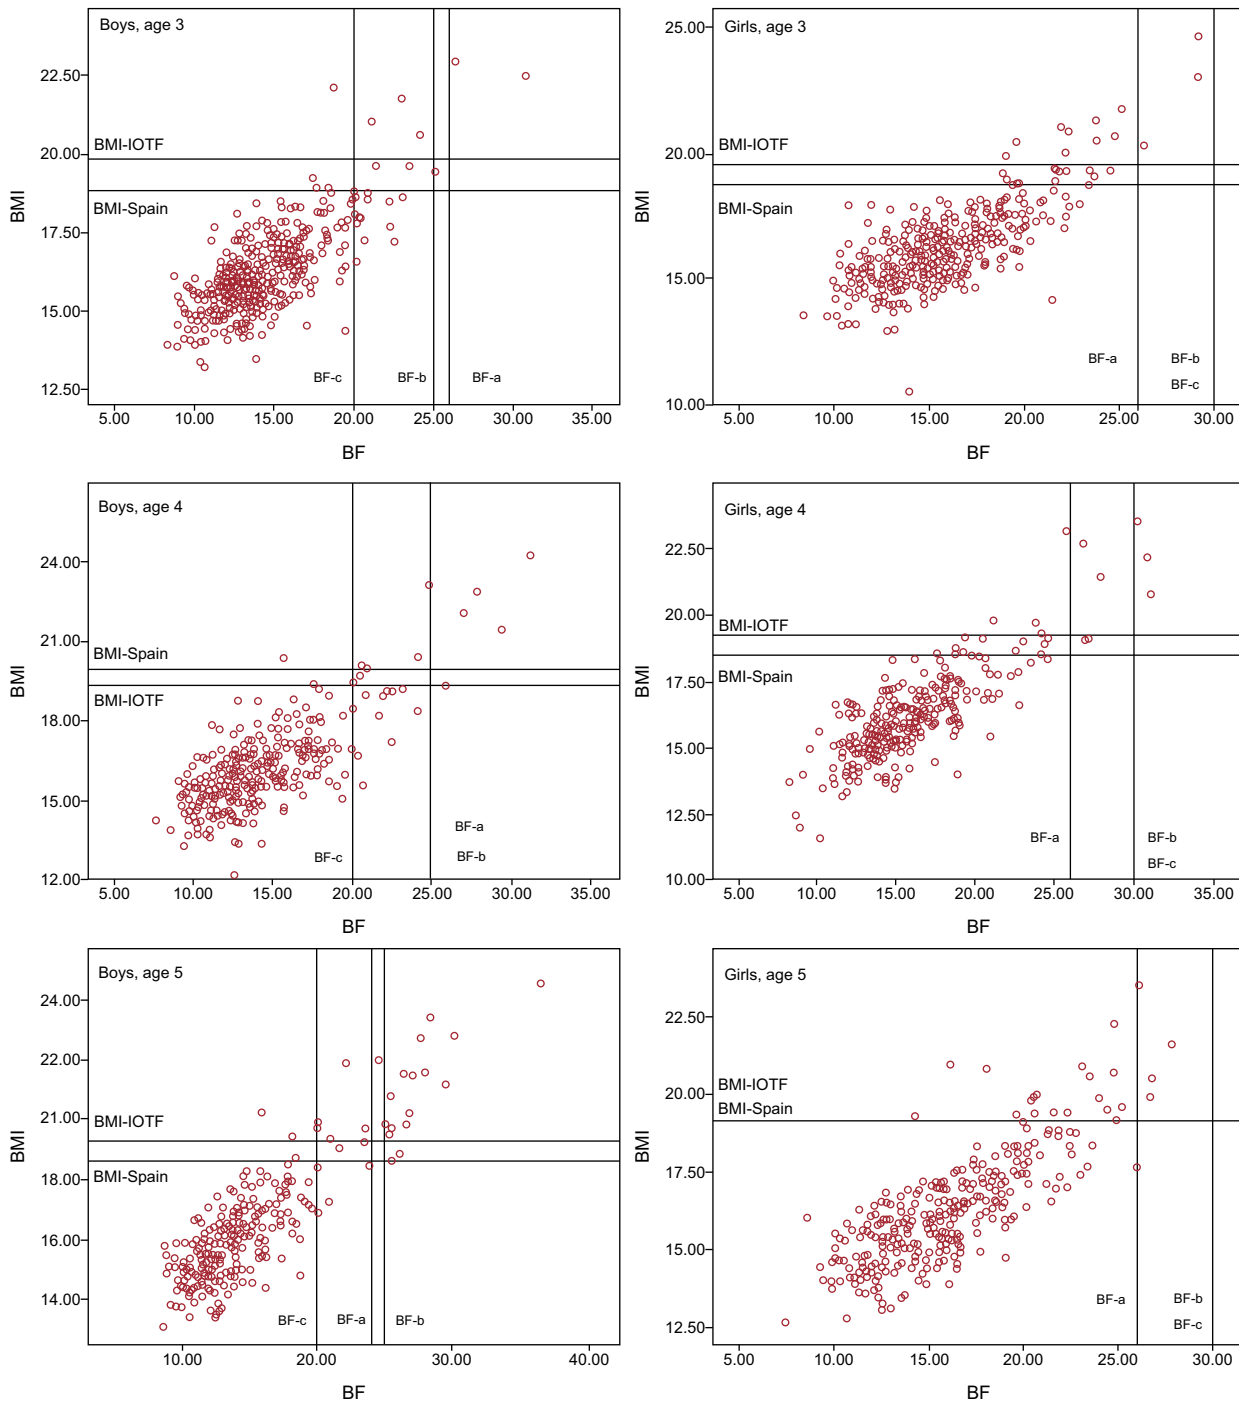 Boys, age 3
22.50
BMI-IOTF
20.00
BMI
BMI-Spain
17.50
15.00
12.50
BF-c
BF-b
BF-a
5.00 10.00 15.00 20.00 25.00 30.00 35.00
BF
Girls, age 3
25.00
BMI-IOTF
20.00
BMI
BMI-Spain
15.00
10.00
BF-a
BF-b
BF-c
5.00 10.00 15.00 20.00 25.00 30.00
BF
Boys, age 4
24.00
21.00
BMI-Spain
BMI
BMI-IOTF
18.00
15.00
12.00
BF-c
BF-a
BF-b
5.00 10.00 15.00 20.00 25.00 30.00 35.00
BF
Girls, age 4
22.50
20.00
BMI-IOTF
BMI
BMI-Spain
17.50
15.00
12.50
10.00
BF-a
BF-b
BF-c
5.00 10.00 15.00 20.00 25.00 30.00 35.00
BF
Boys, age 5
24.00
22.00
21.00
BMI-IOTF
BMI
BMI-Spain
18.00
16.00
14.00
BF-c
BF-a
BF-b
10.00 20.00 30.00 40.00
BF
Girls, age 5
22.50
BMI-IOTF
20.00
BMI-Spain
BMI
17.50
15.00
12.50
BF-a
BF-b
BF-c
5.00 10.00 15.00 20.00 25.00 30.00
BF